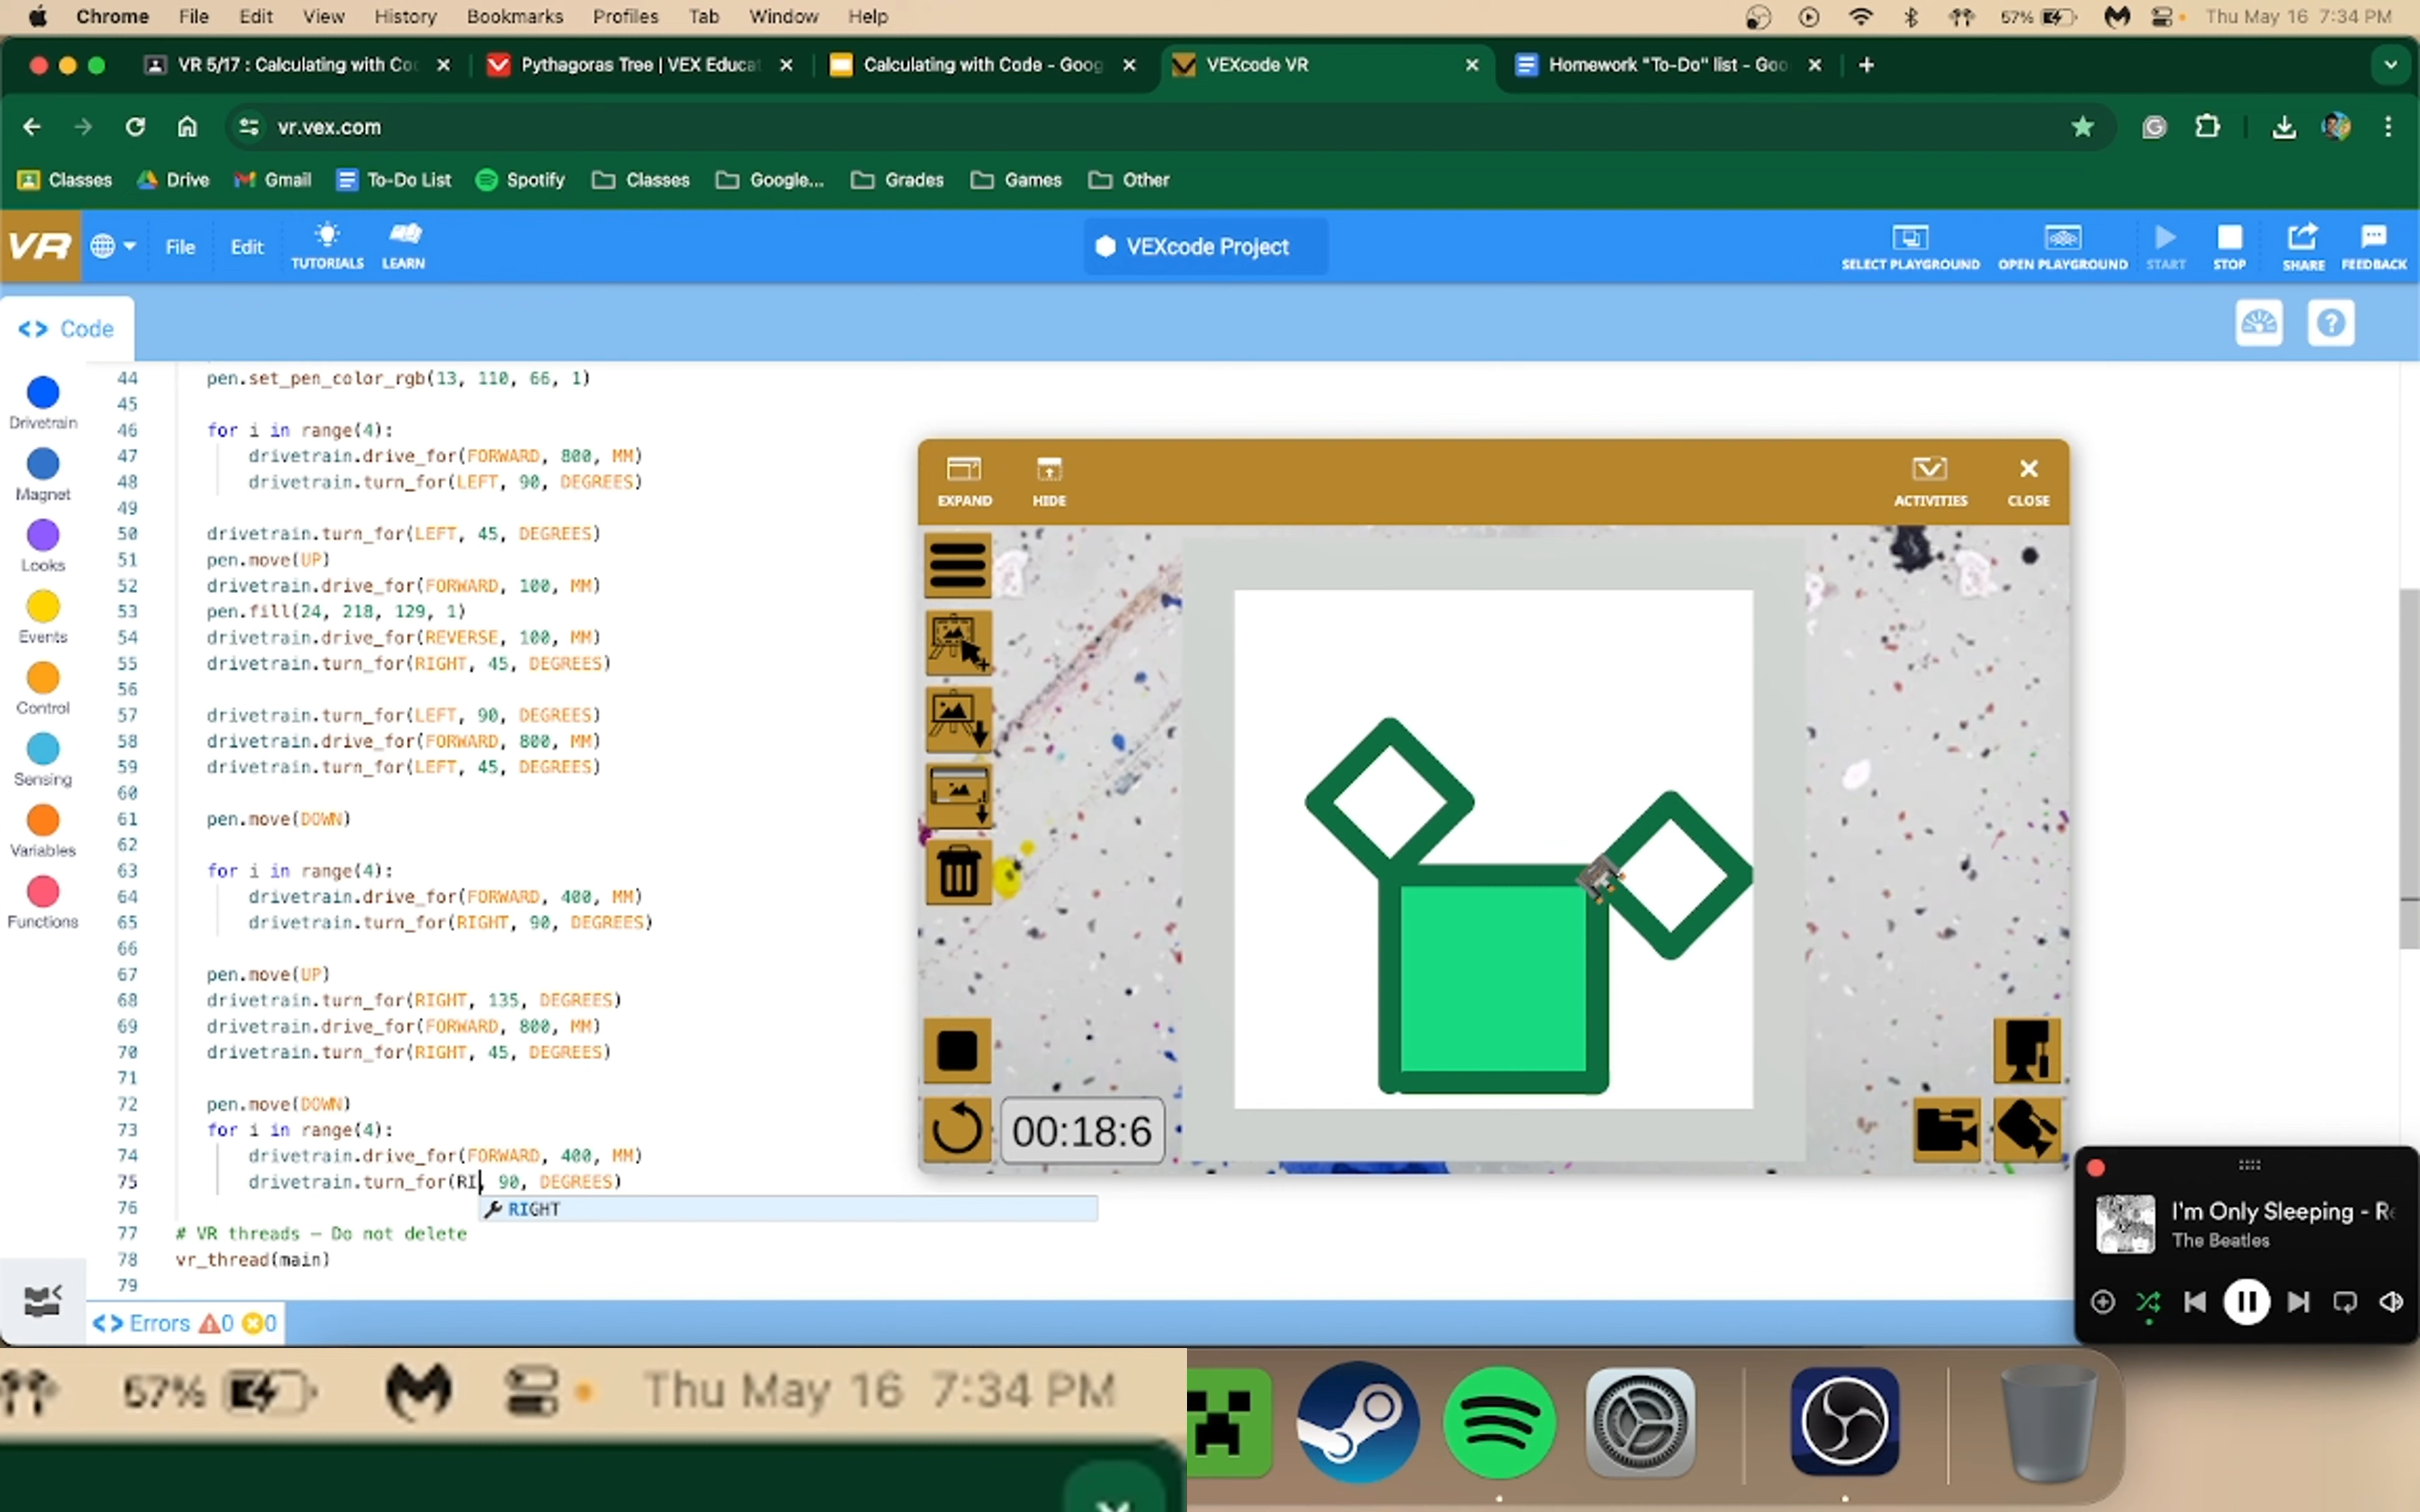 Chrome File Edit View History Bookmarks Profiles Tab Window Help 57% Thu May 16 7:34 PM
VR 5/17 : Calculating with Co Pythagoras Tree | VEX Educa Calculating with Code - Goog VEXcode VR Homework "To-Do" list - Goo
vr.vex.com
Classes Drive Gmail To-Do List Spotify Classes Google... Grades Games Other
VR File Edit TUTORIALS LEARN VEXcode Project SELECT PLAYGROUND OPEN PLAYGROUND START STOP SHARE FEEDBACK
<> Code
Drivetrain
Magnet
Looks
Events
Control
Sensing
Variables
Functions
44 pen.set_pen_color_rgb(13, 110, 66, 1)
45
46 for i in range(4):
47 drivetrain.drive_for(FORWARD, 800, MM)
48 drivetrain.turn_for(LEFT, 90, DEGREES)
49
50 drivetrain.turn_for(LEFT, 45, DEGREES)
51 pen.move(UP)
52 drivetrain.drive_for(FORWARD, 100, MM)
53 pen.fill(24, 218, 129, 1)
54 drivetrain.drive_for(REVERSE, 100, MM)
55 drivetrain.turn_for(RIGHT, 45, DEGREES)
56
57 drivetrain.turn_for(LEFT, 90, DEGREES)
58 drivetrain.drive_for(FORWARD, 800, MM)
59 drivetrain.turn_for(LEFT, 45, DEGREES)
60
61 pen.move(DOWN)
62
63 for i in range(4):
64 drivetrain.drive_for(FORWARD, 400, MM)
65 drivetrain.turn_for(RIGHT, 90, DEGREES)
66
67 pen.move(UP)
68 drivetrain.turn_for(RIGHT, 135, DEGREES)
69 drivetrain.drive_for(FORWARD, 800, MM)
70 drivetrain.turn_for(RIGHT, 45, DEGREES)
71
72 pen.move(DOWN)
73 for i in range(4):
74 drivetrain.drive_for(FORWARD, 400, MM)
75 drivetrain.turn_for(RI, 90, DEGREES)
RIGHT
76
77 # VR threads – Do not delete
78 vr_thread(main)
79
<> Errors 0 0
EXPAND HIDE ACTIVITIES CLOSE
00:18:6
I'm Only Sleeping - Re
The Beatles
57% Thu May 16 7:34 PM